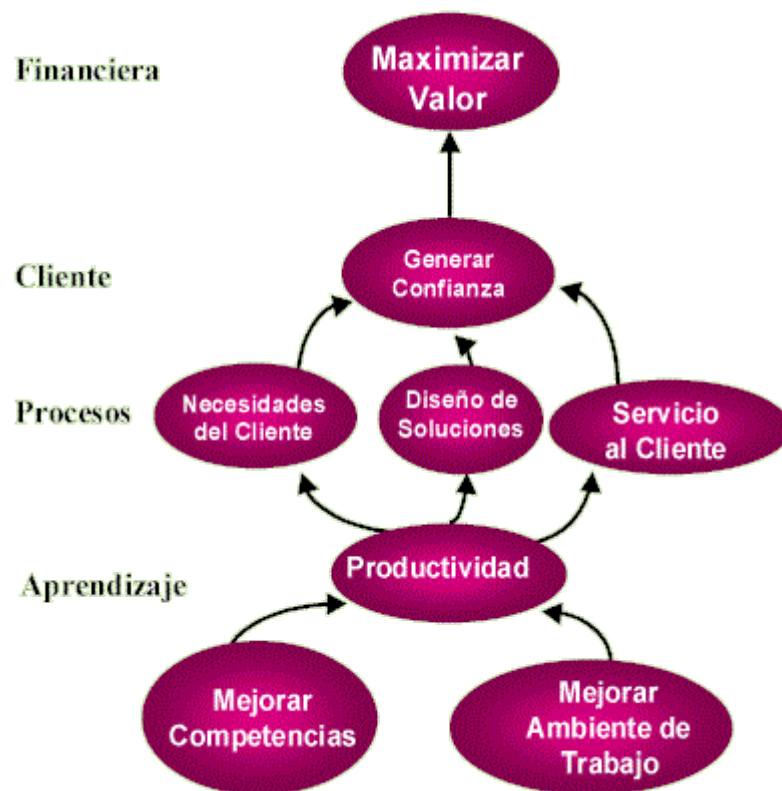 Financiera
Maximizar
Valor
Cliente
Generar
Confianza
Procesos
Necesidades
del Cliente
Diseño de
Soluciones
Servicio
al Cliente
Aprendizaje
Productividad
Mejorar
Competencias
Mejorar
Ambiente de
Trabajo